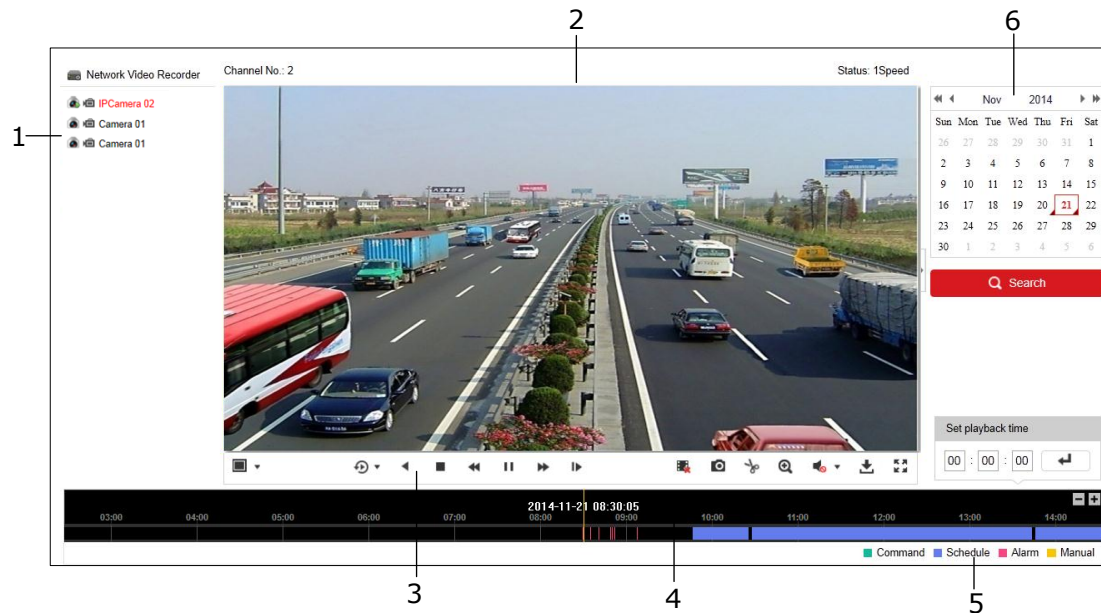 2
6
Network Video Recorder
Channel No.: 2
Status: 1Speed
IPCamera 02
1
Camera 01
Camera 01
Nov 2014
Sun Mon Tue Wed Thu Fri Sat
26 27 28 29 30 31 1
2 3 4 5 6 7 8
9 10 11 12 13 14 15
16 17 18 19 20 21 22
23 24 25 26 27 28 29
30 1 2 3 4 5 6
Search
Set playback time
00 : 00 : 00
2014-11-21 08:30:05
03:00 04:00 05:00 06:00 07:00 08:00 09:00 10:00 11:00 12:00 13:00 14:00
Command Schedule Alarm Manual
3
4
5